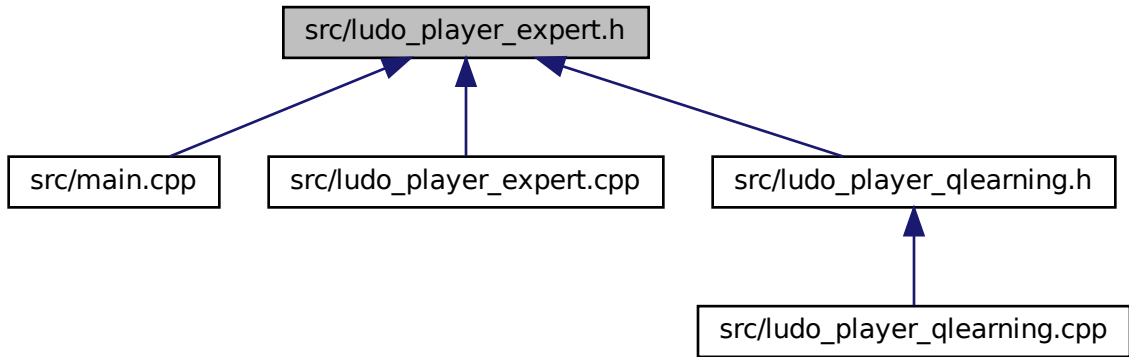 src/ludo_player_expert.h
src/main.cpp
src/ludo_player_expert.cpp
src/ludo_player_qlearning.h
src/ludo_player_qlearning.cpp